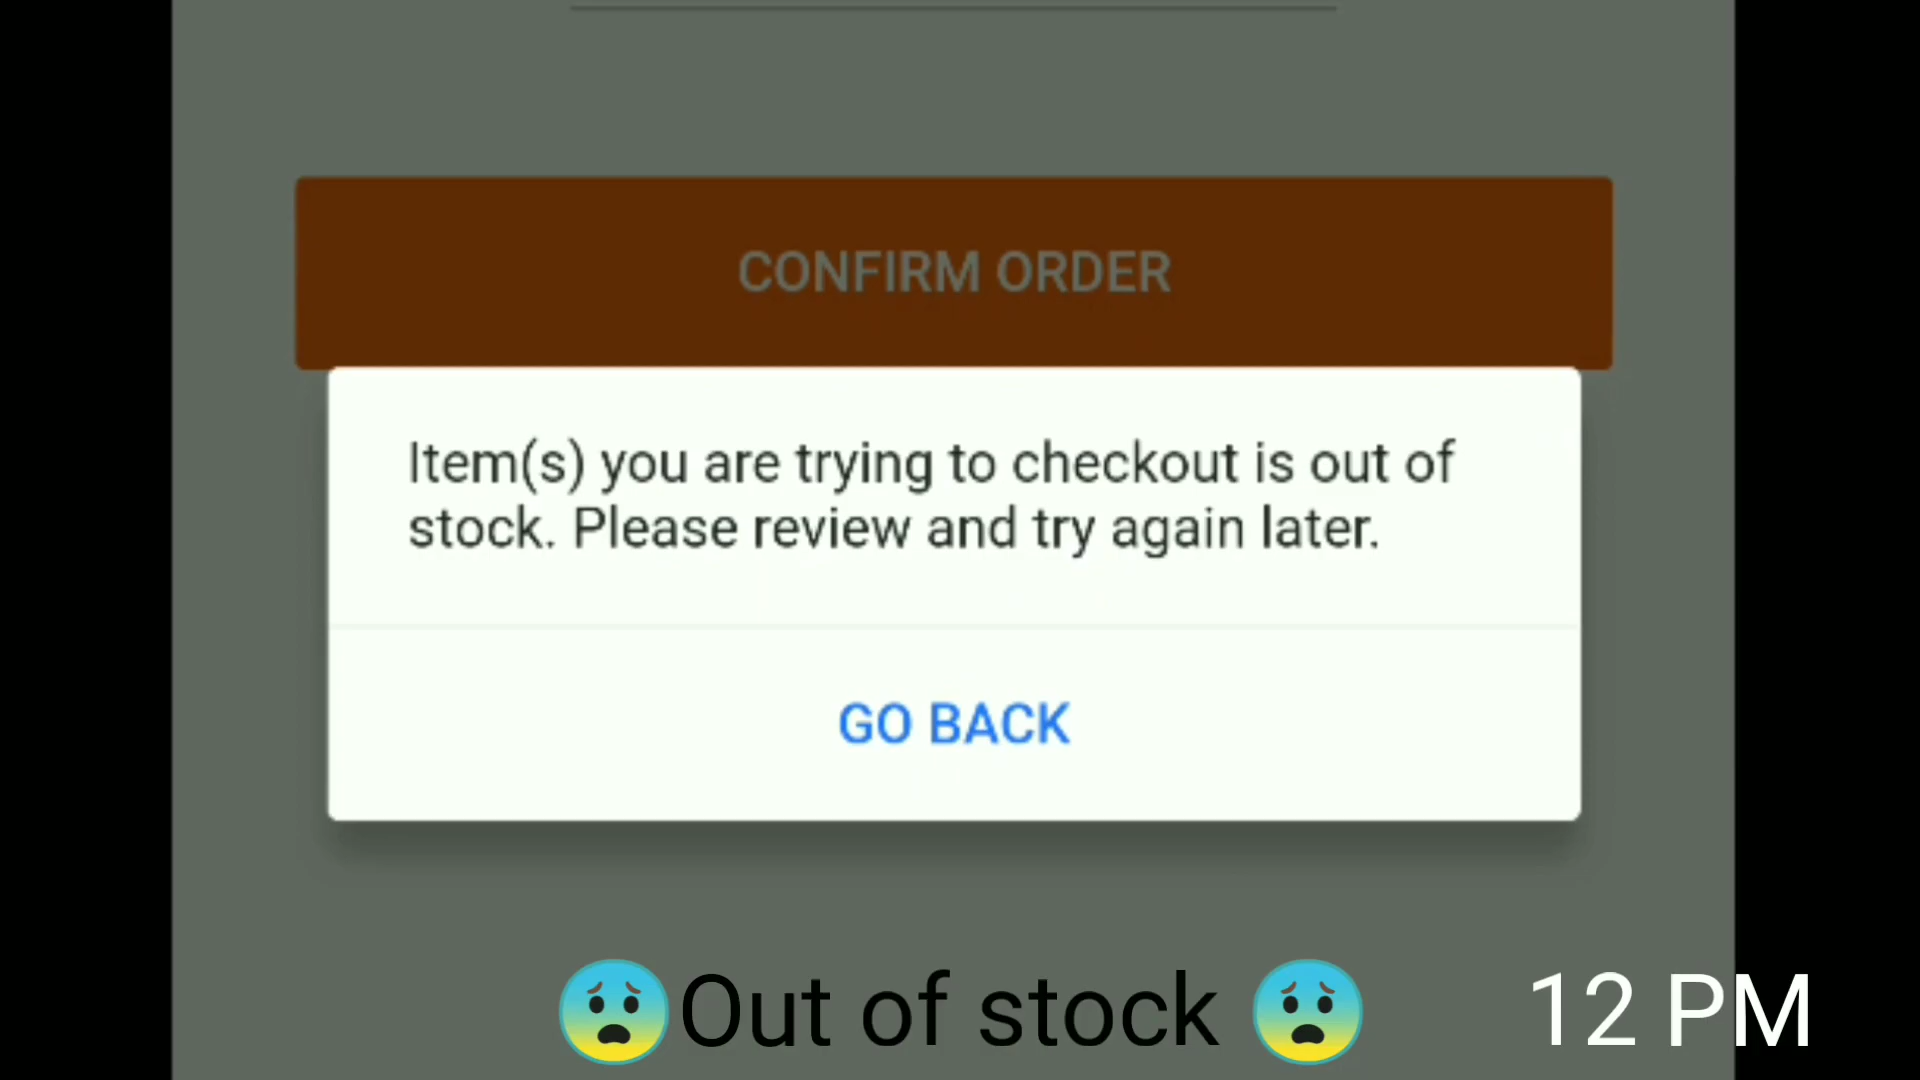 CONFIRM ORDER
Item(s) you are trying to checkout is out of
stock. Please review and try again later.
GO BACK
😨Out of stock 😨 12 PM